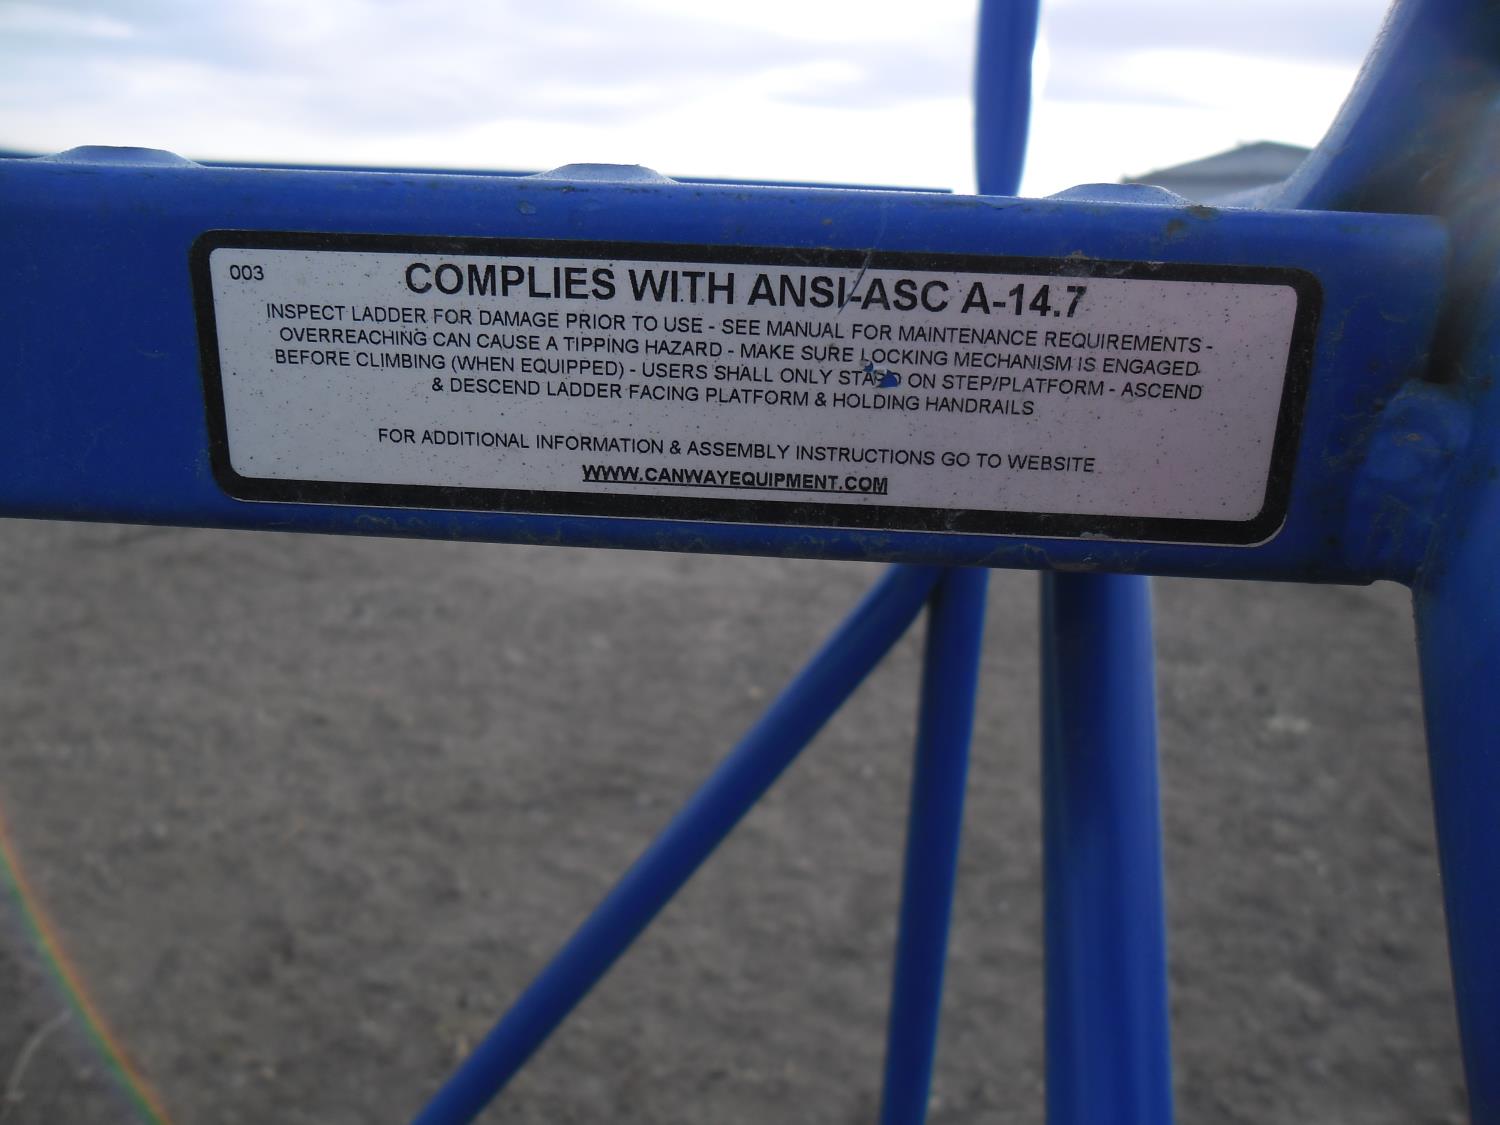 003
COMPLIES WITH ANSI-ASC A-14.7
INSPECT LADDER FOR DAMAGE PRIOR TO USE - SEE MANUAL FOR MAINTENANCE REQUIREMENTS -
OVERREACHING CAN CAUSE A TIPPING HAZARD - MAKE SURE LOCKING MECHANISM IS ENGAGED
BEFORE CLIMBING (WHEN EQUIPPED) - USERS SHALL ONLY STAND ON STEP/PLATFORM - ASCEND
& DESCEND LADDER FACING PLATFORM & HOLDING HANDRAILS
FOR ADDITIONAL INFORMATION & ASSEMBLY INSTRUCTIONS GO TO WEBSITE
WWW.CANWAYEQUIPMENT.COM